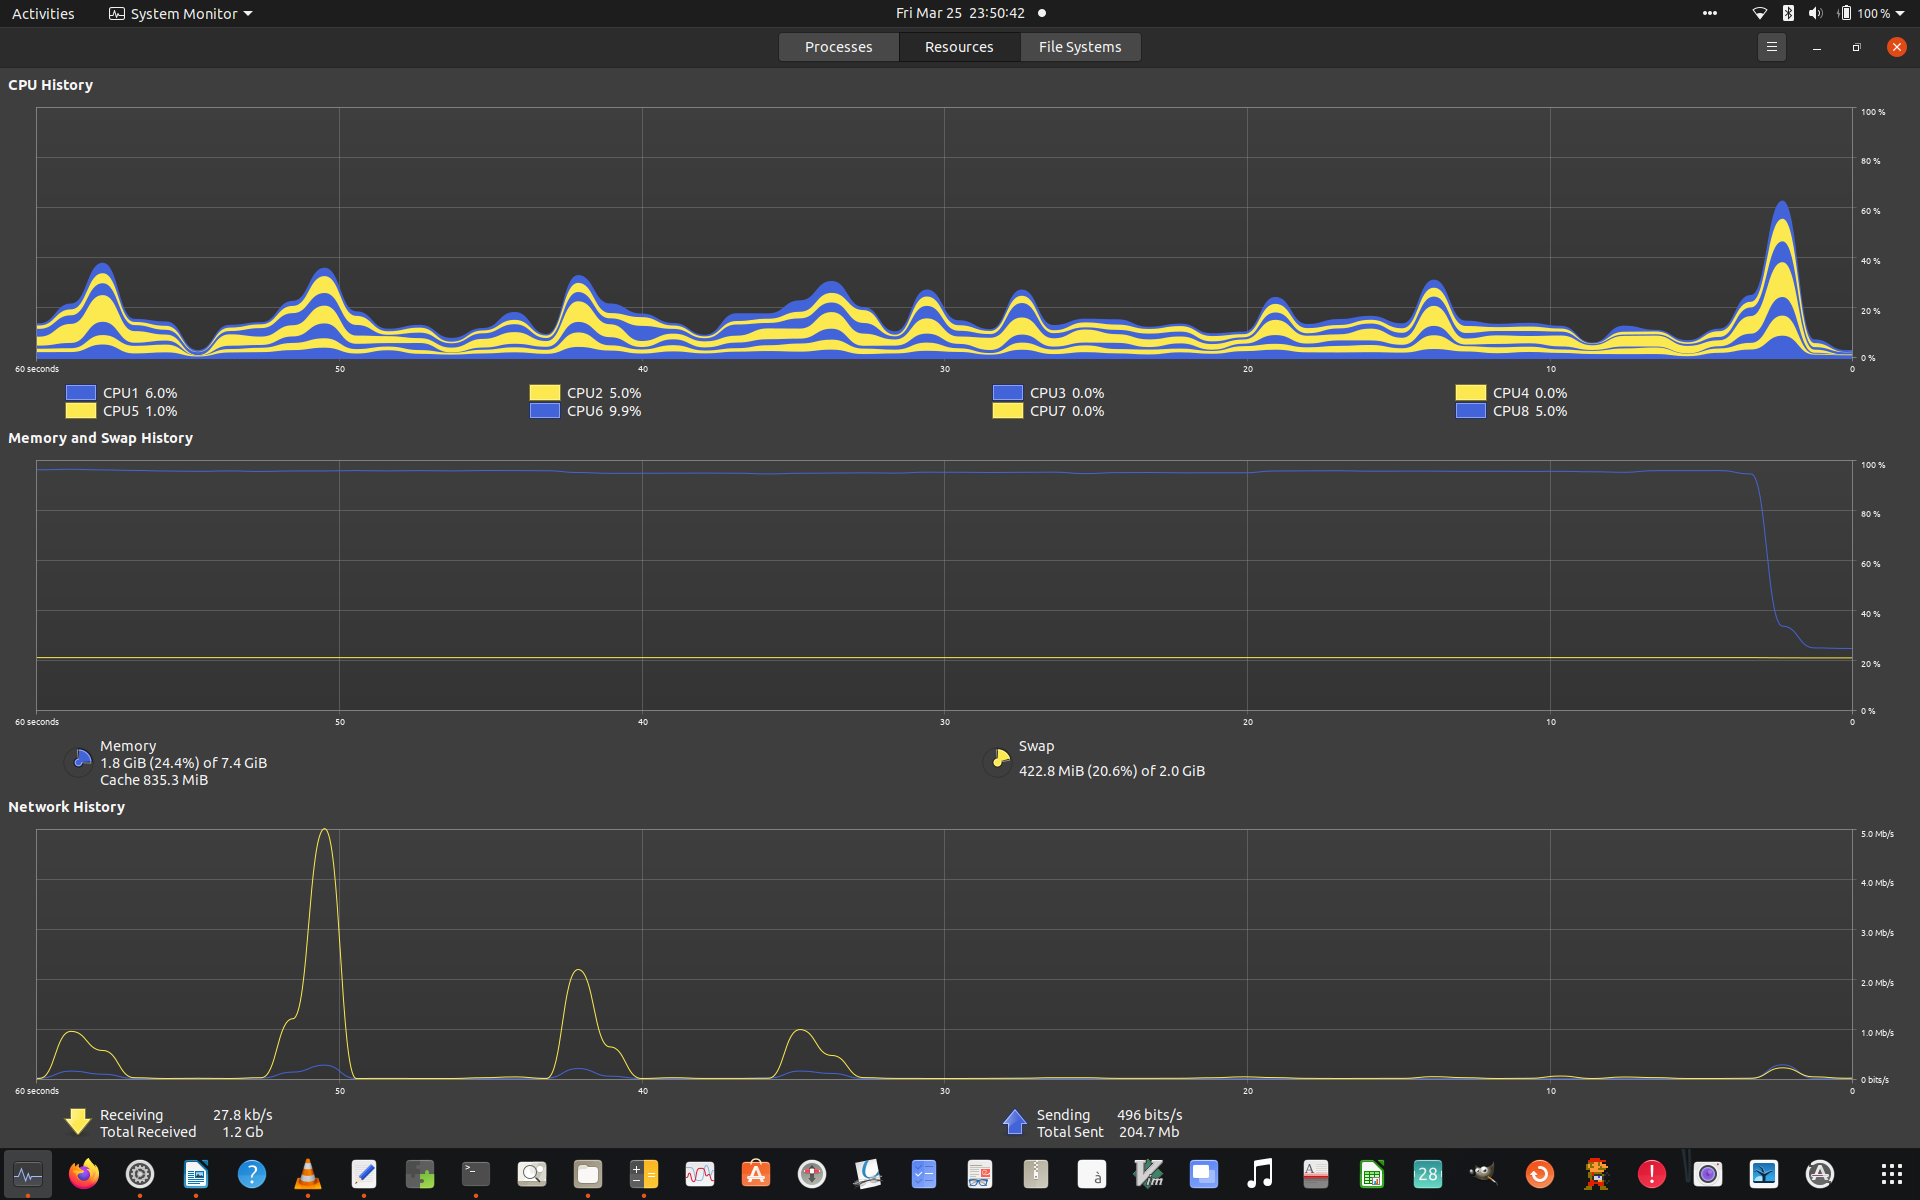 Activities System Monitor Fri Mar 25 23:50:42 100 %
Processes Resources File Systems
CPU History
100 %
80 %
60 %
40 %
20 %
0 %
60 seconds 50 40 30 20 10 0
CPU1 6.0% CPU2 5.0% CPU3 0.0% CPU4 0.0%
CPU5 1.0% CPU6 9.9% CPU7 0.0% CPU8 5.0%
Memory and Swap History
100 %
80 %
60 %
40 %
20 %
0 %
60 seconds 50 40 30 20 10 0
Memory
1.8 GiB (24.4%) of 7.4 GiB
Cache 835.3 MiB
Swap
422.8 MiB (20.6%) of 2.0 GiB
Network History
5.0 Mb/s
4.0 Mb/s
3.0 Mb/s
2.0 Mb/s
1.0 Mb/s
0 bits/s
60 seconds 50 40 30 20 10 0
Receiving 27.8 kb/s
Total Received 1.2 Gb
Sending 496 bits/s
Total Sent 204.7 Mb
? >_ à Vim A 28 !